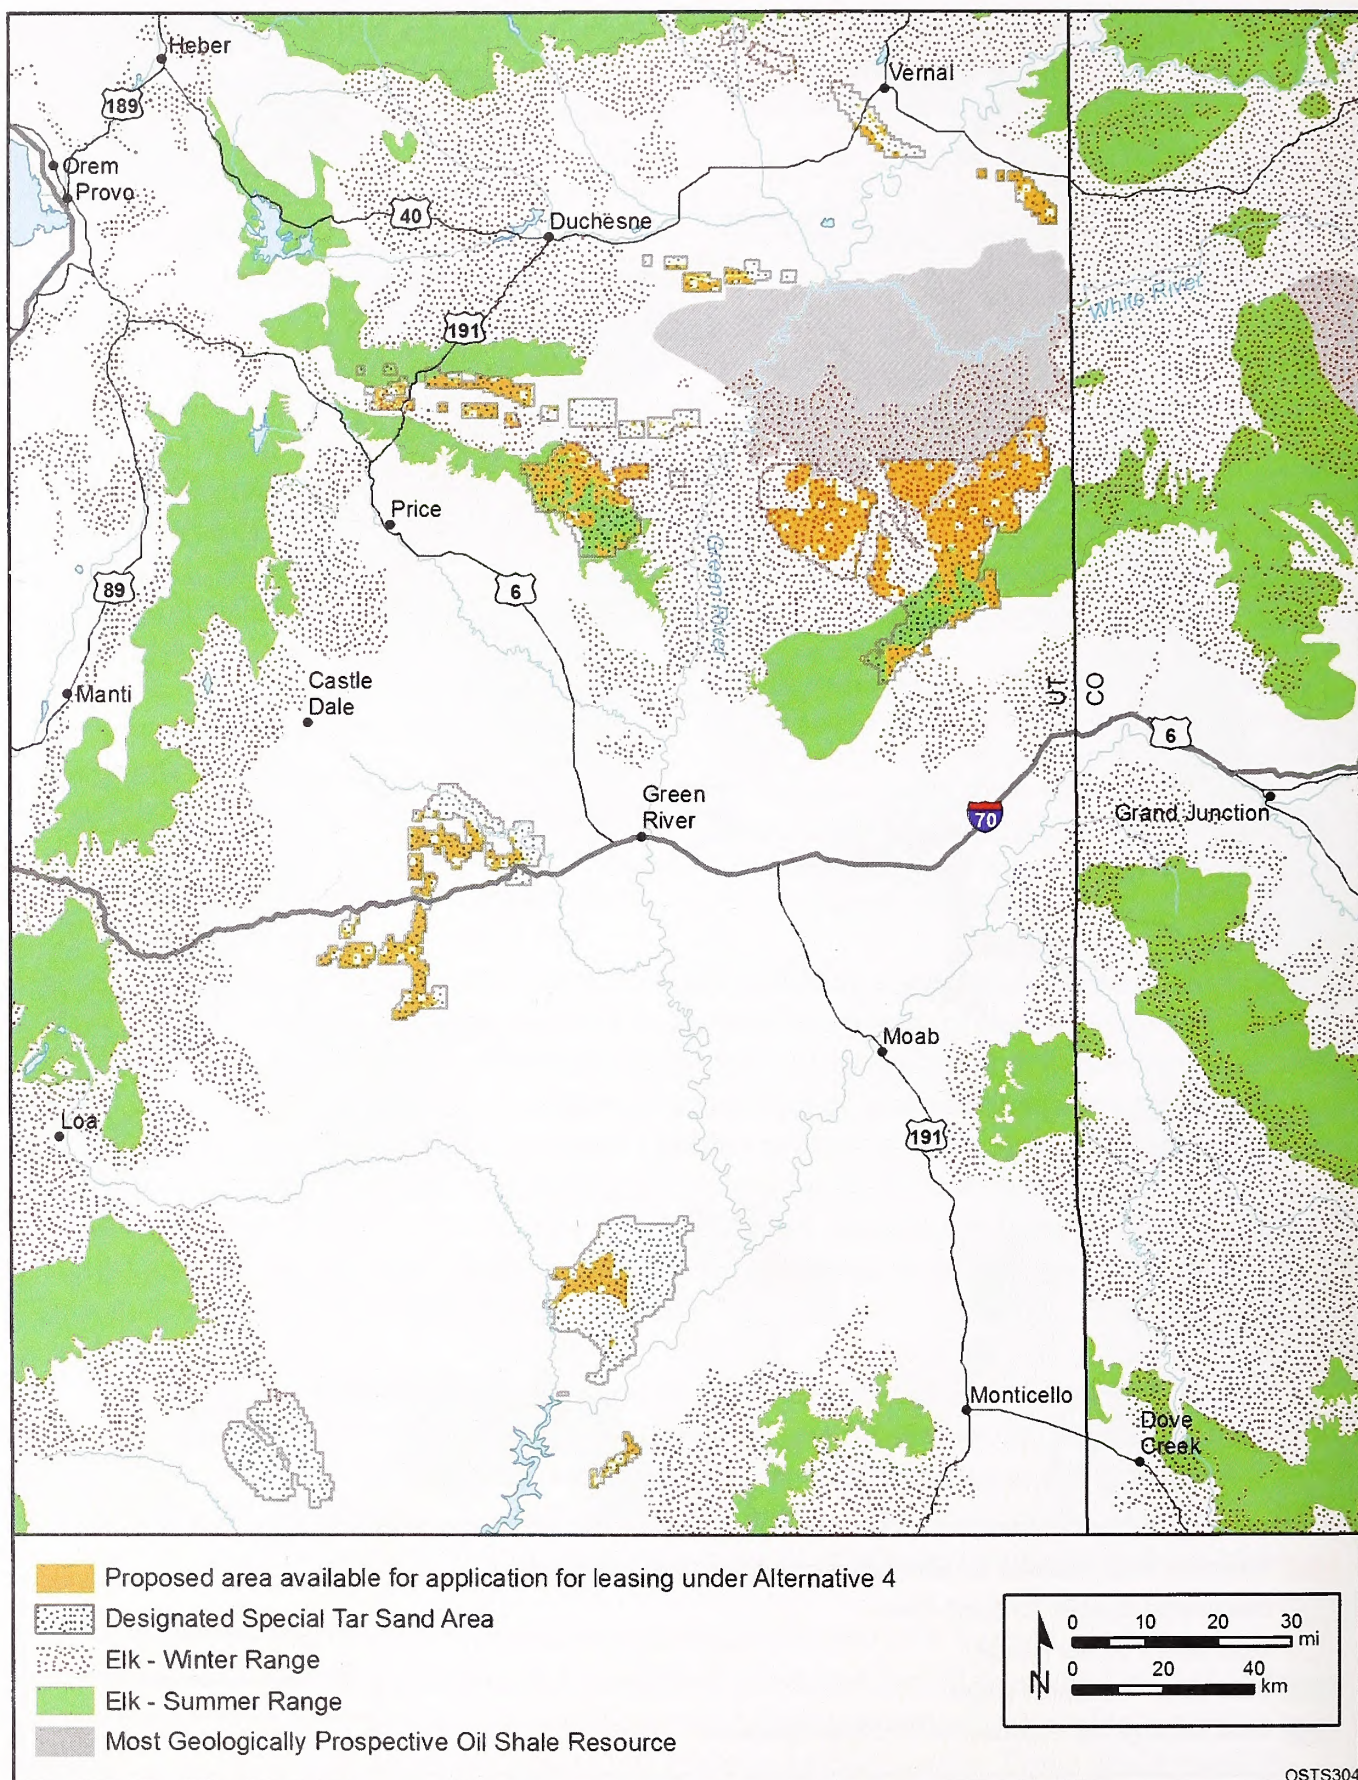 Heber
189
Vernal
Orem
Provo
40
Duchesne
191
White River
Price
Green River
89
6
Manti
Castle
Dale
UT
CO
6
Green
River
70
Grand Junction
Moab
Loa
191
Monticello
Dove
Creek
Proposed area available for application for leasing under Alternative 4
Designated Special Tar Sand Area
Elk - Winter Range
Elk - Summer Range
Most Geologically Prospective Oil Shale Resource
N
0 10 20 30
mi
0 20 40
km
OSTS304